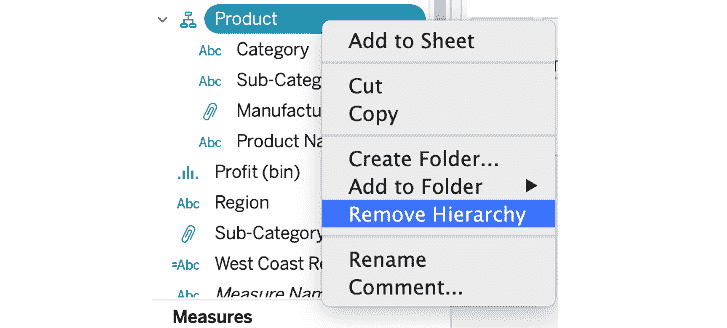 Product
Abc Category
Abc Sub-Categ
Manufactu
Abc Product Na
Profit (bin)
Abc Region
Sub-Category
=Abc West Coast Re
Abc Measure Nam
Measures
Add to Sheet
Cut
Copy
Create Folder...
Add to Folder
Remove Hierarchy
Rename
Comment...